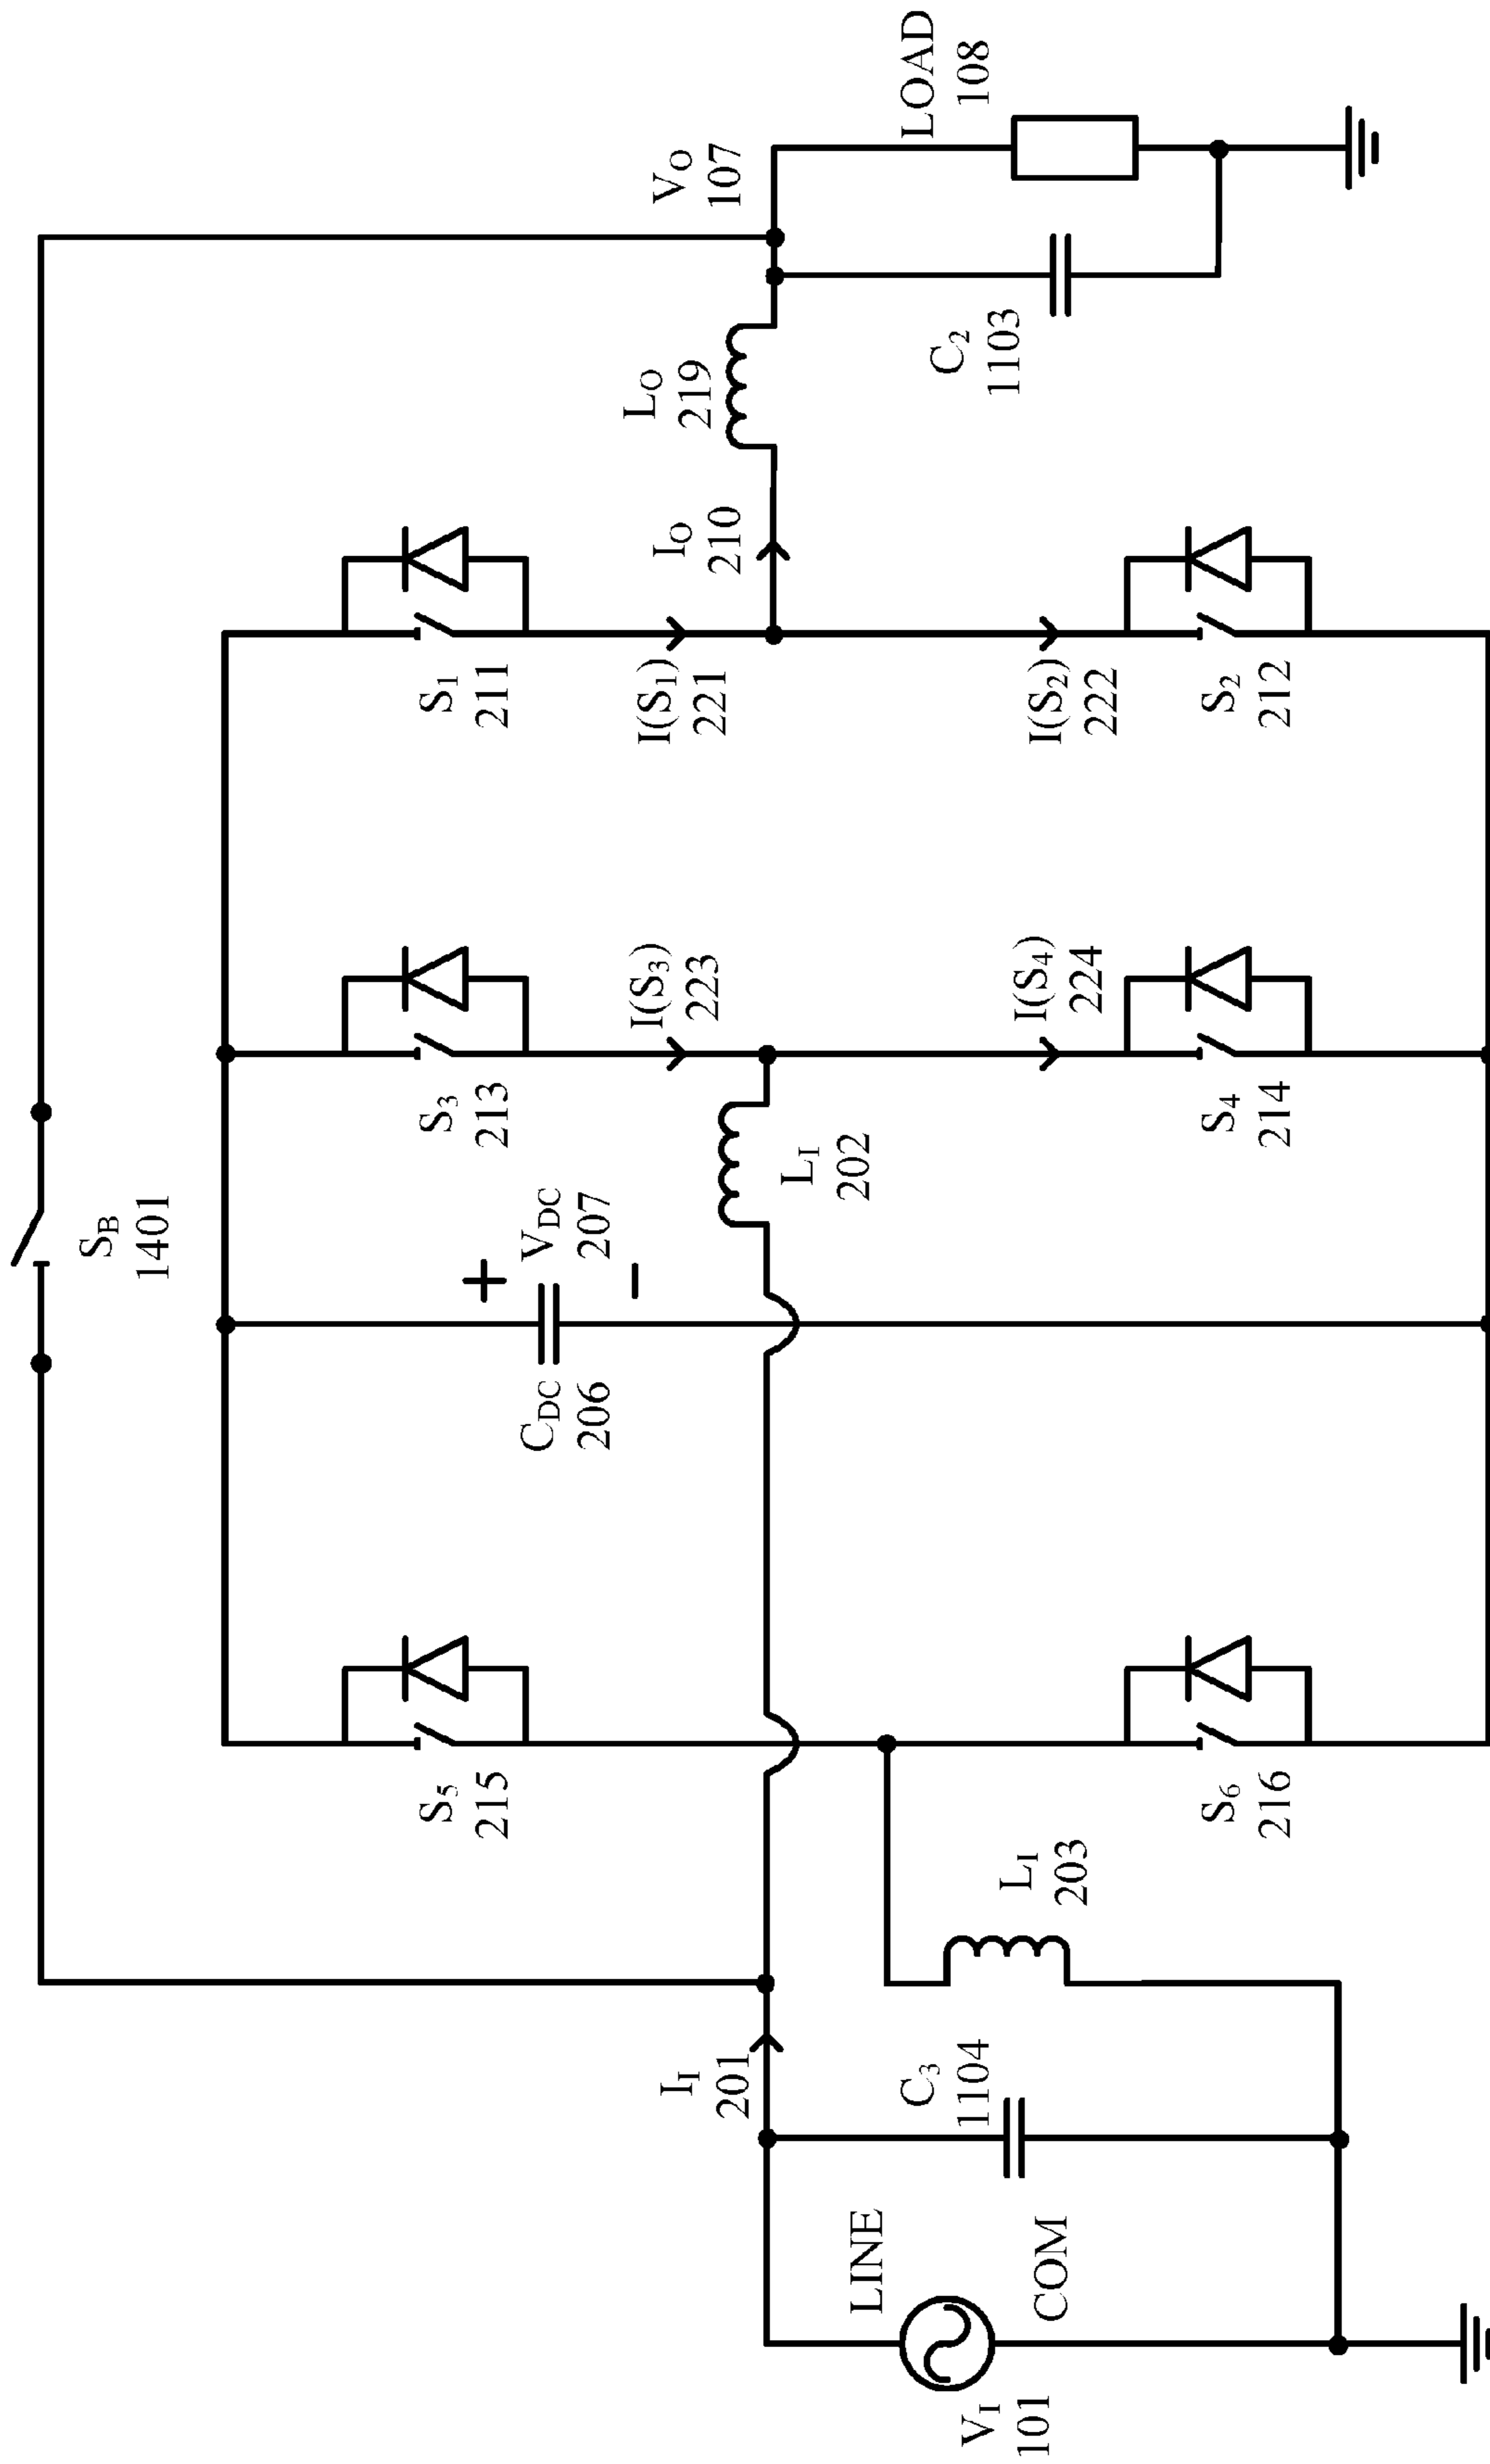 S_B
1401
S_5
215
C_DC
206
+
V_DC
207
−
S_3
213
S_1
211
I_I
201
L_I
202
I(S_3)
223
I(S_1)
221
I_O
210
L_O
219
V_O
107
LINE
COM
V_I
101
C_3
1104
L_I
203
S_6
216
I(S_4)
224
S_4
214
I(S_2)
222
S_2
212
C_2
1103
LOAD
108